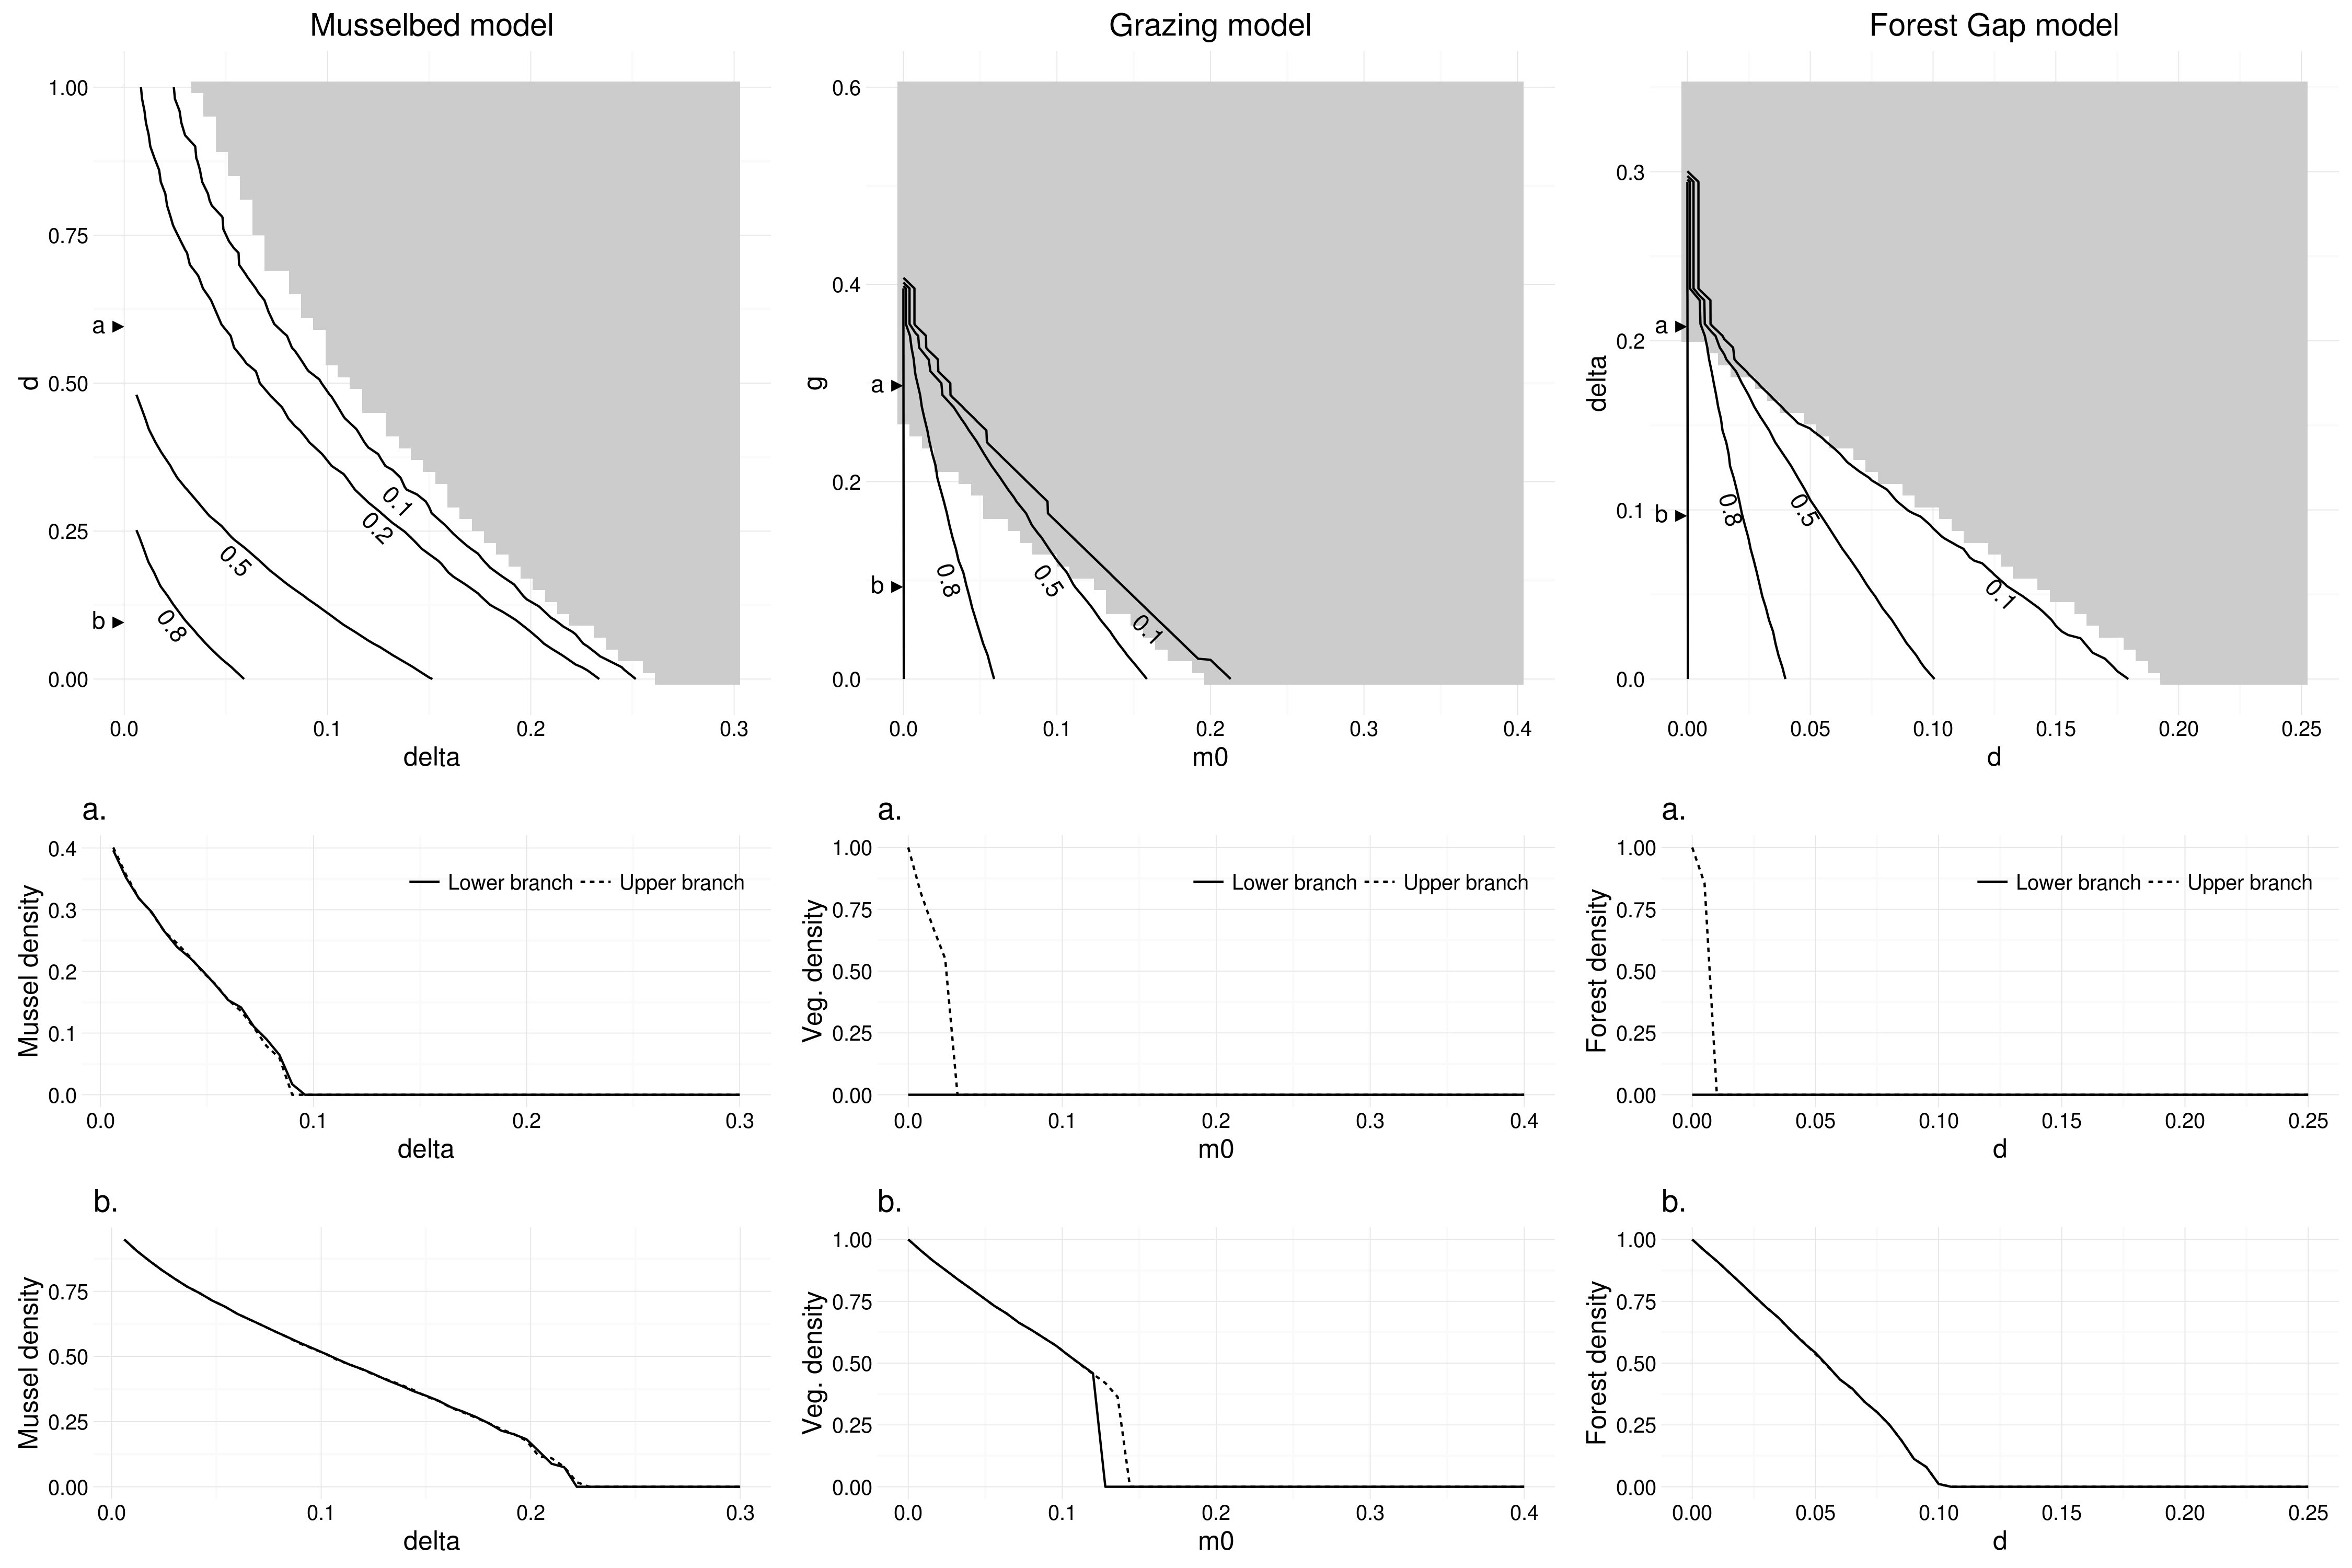 Musselbed model
Grazing model
Forest Gap model
1.00
0.75
0.50
0.25
0.00
d
a ►
b ►
0.1
0.2
0.5
0.8
0.0 0.1 0.2 0.3
delta
0.6
0.4
0.2
0.0
g
a ►
b ►
0.8
0.5
0.1
0.0 0.1 0.2 0.3 0.4
m0
0.3
0.2
0.1
0.0
delta
a ►
b ►
0.8
0.5
0.1
0.00 0.05 0.10 0.15 0.20 0.25
d
a.
0.4
0.3
0.2
0.1
0.0
Mussel density
Lower branch Upper branch
0.0 0.1 0.2 0.3
delta
a.
1.00
0.75
0.50
0.25
0.00
Veg. density
Lower branch Upper branch
0.0 0.1 0.2 0.3 0.4
m0
a.
1.00
0.75
0.50
0.25
0.00
Forest density
Lower branch Upper branch
0.00 0.05 0.10 0.15 0.20 0.25
d
b.
0.75
0.50
0.25
0.00
Mussel density
0.0 0.1 0.2 0.3
delta
b.
1.00
0.75
0.50
0.25
0.00
Veg. density
0.0 0.1 0.2 0.3 0.4
m0
b.
1.00
0.75
0.50
0.25
0.00
Forest density
0.00 0.05 0.10 0.15 0.20 0.25
d